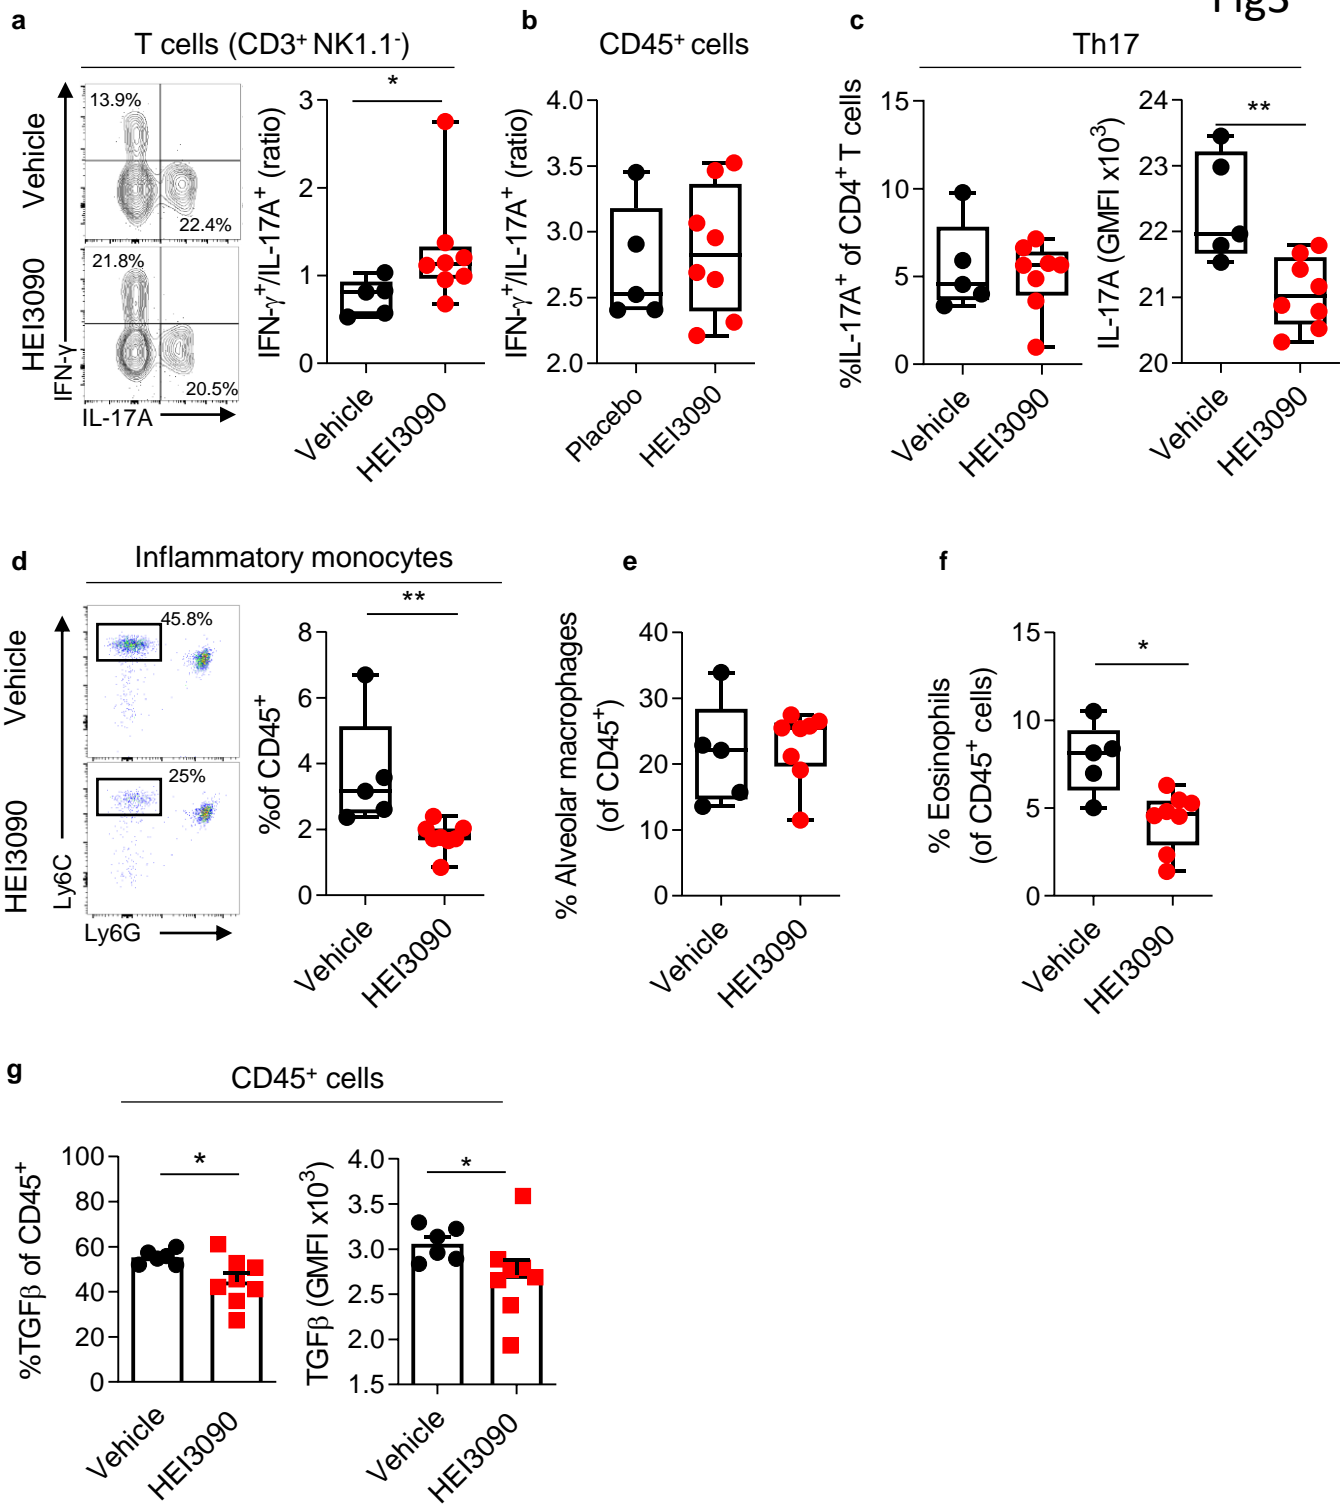 Fig3
a
T cells (CD3+ NK1.1-)
Vehicle
HEI3090
13.9%
22.4%
21.8%
20.5%
IFN-γ
IL-17A
*
IFN-γ+/IL-17A+ (ratio)
3
2
1
0
Vehicle
HEI3090
b
CD45+ cells
IFN-γ+/IL-17A+ (ratio)
4.0
3.5
3.0
2.5
2.0
Placebo
HEI3090
c
Th17
%IL-17A+ of CD4+ T cells
15
10
5
0
Vehicle
HEI3090
**
IL-17A (GMFI x103)
24
23
22
21
20
Vehicle
HEI3090
d
Inflammatory monocytes
Vehicle
HEI3090
45.8%
25%
Ly6C
Ly6G
**
%of CD45+
8
6
4
2
0
Vehicle
HEI3090
e
% Alveolar macrophages
(of CD45+)
40
30
20
10
0
Vehicle
HEI3090
f
*
% Eosinophils
(of CD45+ cells)
15
10
5
0
Vehicle
HEI3090
g
CD45+ cells
*
%TGFβ of CD45+
100
80
60
40
20
0
Vehicle
HEI3090
*
TGFβ (GMFI x103)
4.0
3.5
3.0
2.5
2.0
1.5
Vehicle
HEI3090